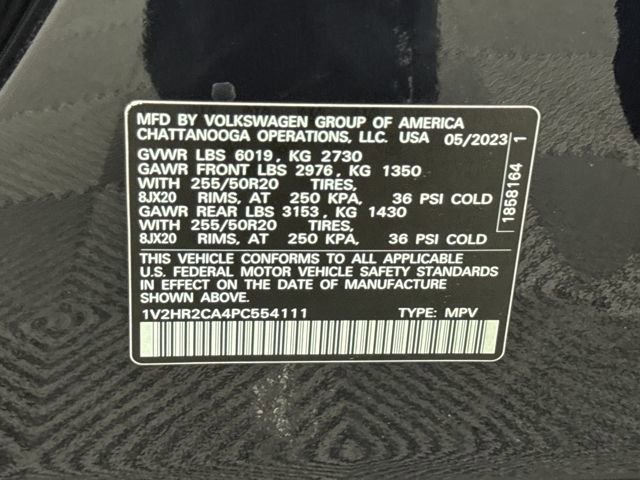 MFD BY VOLKSWAGEN GROUP OF AMERICA
CHATTANOOGA OPERATIONS, LLC. USA 05/2023
GVWR LBS 6019, KG 2730
GAWR FRONT LBS 2976, KG 1350
WITH 255/50R20 TIRES,
8JX20 RIMS, AT 250 KPA, 36 PSI COLD
GAWR REAR LBS 3153, KG 1430
WITH 255/50R20 TIRES,
8JX20 RIMS, AT 250 KPA, 36 PSI COLD
THIS VEHICLE CONFORMS TO ALL APPLICABLE
U.S. FEDERAL MOTOR VEHICLE SAFETY STANDARDS
IN EFFECT ON THE DATE OF MANUFACTURE
1V2HR2CA4PC554111 TYPE: MPV
1858164 1